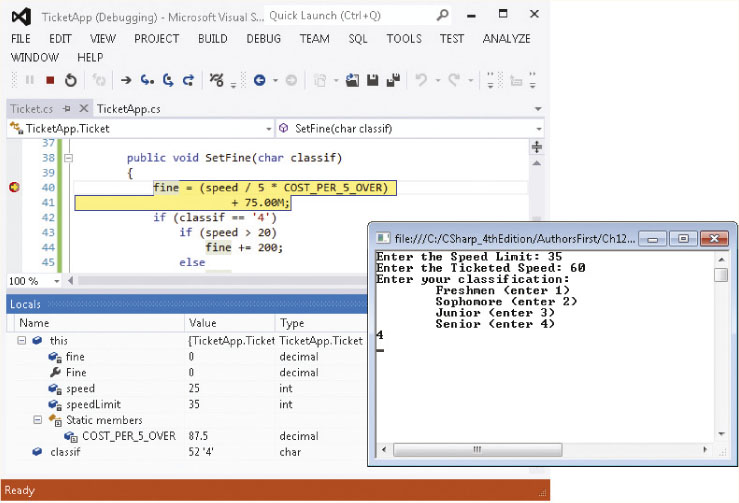 TicketApp (Debugging) - Microsoft Visual S... Quick Launch (Ctrl+Q)
FILE EDIT VIEW PROJECT BUILD DEBUG TEAM SQL TOOLS TEST ANALYZE
WINDOW HELP
Ticket.cs TicketApp.cs
TicketApp.Ticket SetFine(char classif)
37
38 public void SetFine(char classif)
39 {
40 fine = (speed / 5 * COST_PER_5_OVER)
41 + 75.00M;
42 if (classif == '4')
43 if (speed > 20)
44 fine += 200;
45 else
100 %
Locals
Name Value Type
this {TicketApp.Ticket TicketApp.Ticket
fine 0 decimal
Fine 0 decimal
speed 25 int
speedLimit 35 int
Static members
COST_PER_5_OVER 87.5 decimal
classif 52 '4' char
Ready
file:///C:/CSharp_4thEdition/AuthorsFirst/Ch12...
Enter the Speed Limit: 35
Enter the Ticketed Speed: 60
Enter your classification:
Freshmen (enter 1)
Sophomore (enter 2)
Junior (enter 3)
Senior (enter 4)
4